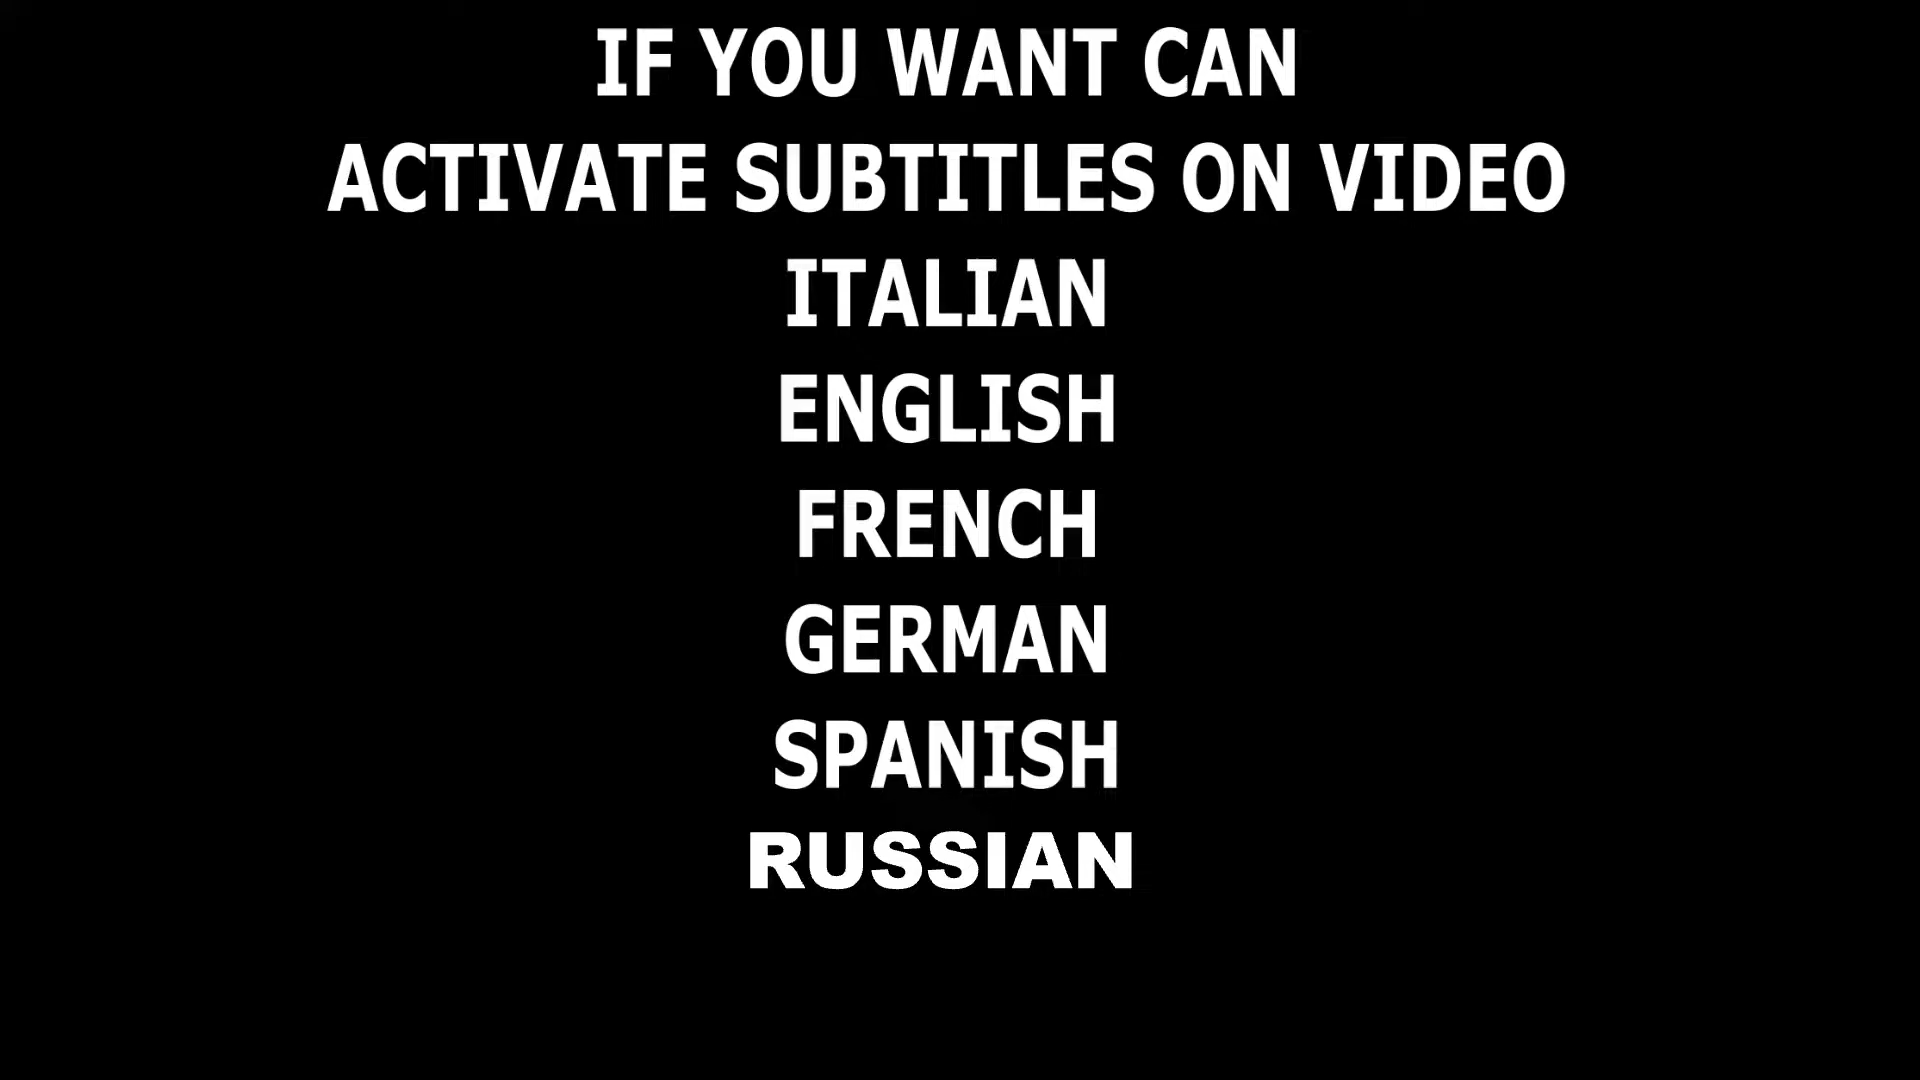 IF YOU WANT CAN
ACTIVATE SUBTITLES ON VIDEO
ITALIAN
ENGLISH
FRENCH
GERMAN
SPANISH
RUSSIAN